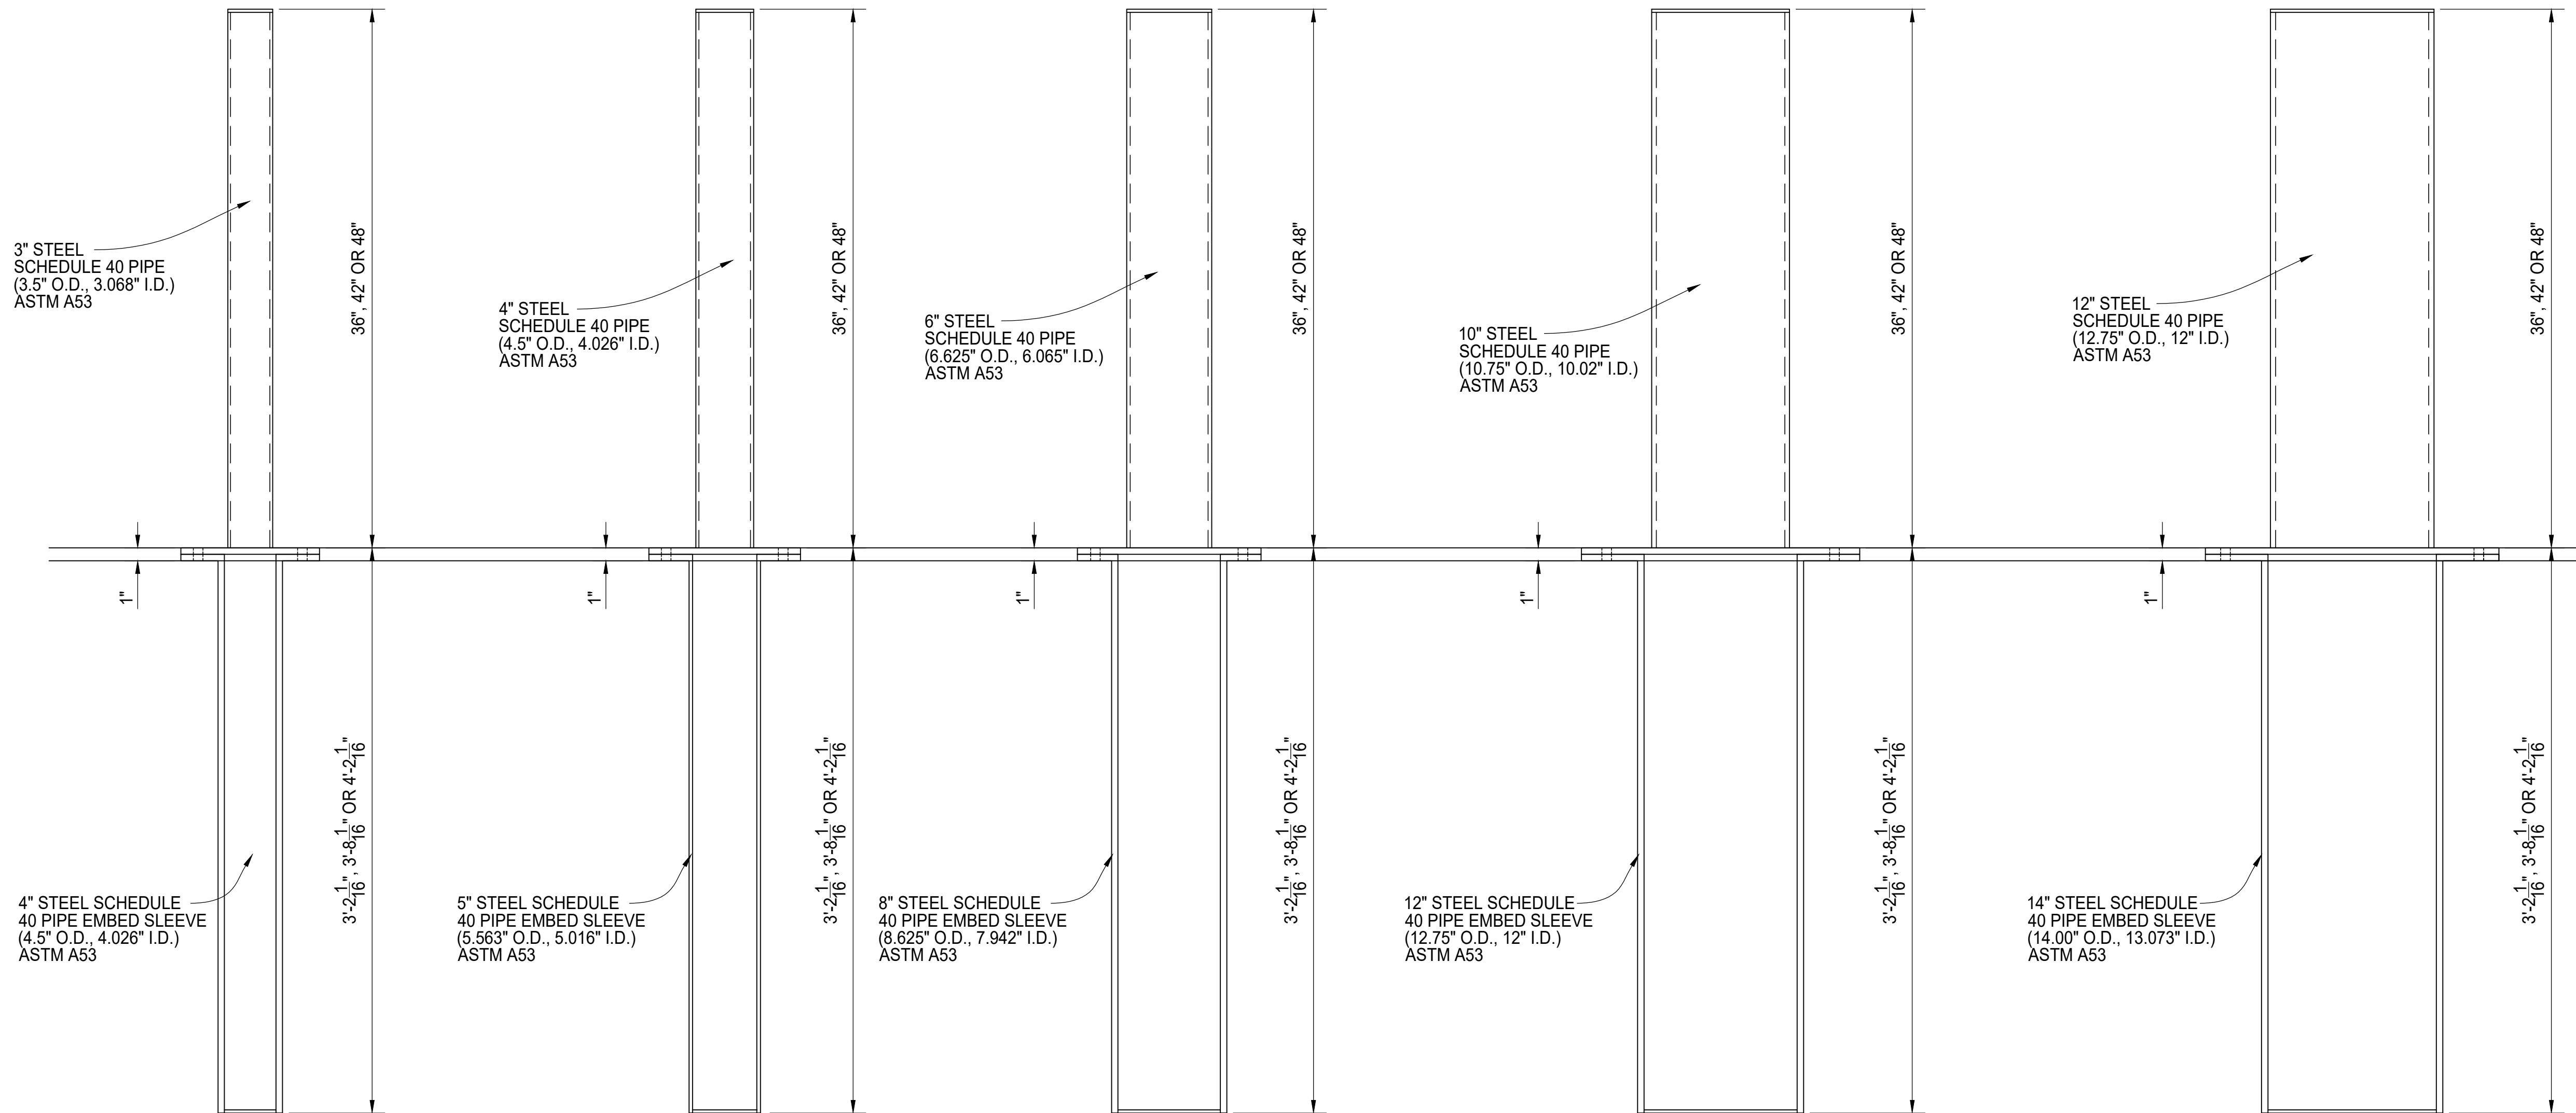 3" STEEL
SCHEDULE 40 PIPE
(3.5" O.D., 3.068" I.D.)
ASTM A53
36", 42" OR 48"
4" STEEL
SCHEDULE 40 PIPE
(4.5" O.D., 4.026" I.D.)
ASTM A53
36", 42" OR 48"
6" STEEL
SCHEDULE 40 PIPE
(6.625" O.D., 6.065" I.D.)
ASTM A53
36", 42" OR 48"
10" STEEL
SCHEDULE 40 PIPE
(10.75" O.D., 10.02" I.D.)
ASTM A53
36", 42" OR 48"
12" STEEL
SCHEDULE 40 PIPE
(12.75" O.D., 12" I.D.)
ASTM A53
36", 42" OR 48"
1"
1"
1"
1"
1"
4" STEEL SCHEDULE
40 PIPE EMBED SLEEVE
(4.5" O.D., 4.026" I.D.)
ASTM A53
3'-2 1/16", 3'-8 1/16" OR 4'-2 1/16"
5" STEEL SCHEDULE
40 PIPE EMBED SLEEVE
(5.563" O.D., 5.016" I.D.)
ASTM A53
3'-2 1/16", 3'-8 1/16" OR 4'-2 1/16"
8" STEEL SCHEDULE
40 PIPE EMBED SLEEVE
(8.625" O.D., 7.942" I.D.)
ASTM A53
3'-2 1/16", 3'-8 1/16" OR 4'-2 1/16"
12" STEEL SCHEDULE
40 PIPE EMBED SLEEVE
(12.75" O.D., 12" I.D.)
ASTM A53
3'-2 1/16", 3'-8 1/16" OR 4'-2 1/16"
14" STEEL SCHEDULE
40 PIPE EMBED SLEEVE
(14.00" O.D., 13.073" I.D.)
ASTM A53
3'-2 1/16", 3'-8 1/16" OR 4'-2 1/16"